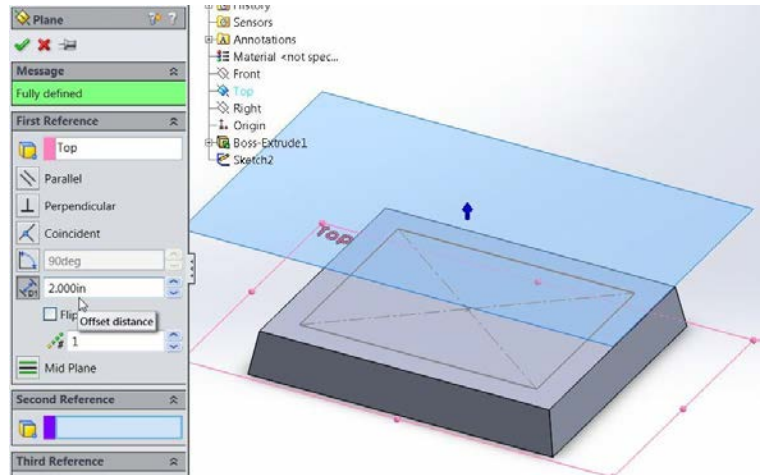 Plane
Message
Fully defined
First Reference
Top
Parallel
Perpendicular
Coincident
90deg
2.000in
Flip
Offset distance
1
Mid Plane
Second Reference
Third Reference
History
Sensors
Annotations
Material <not spec...
Front
Top
Right
Origin
Boss-Extrude1
Sketch2
Top